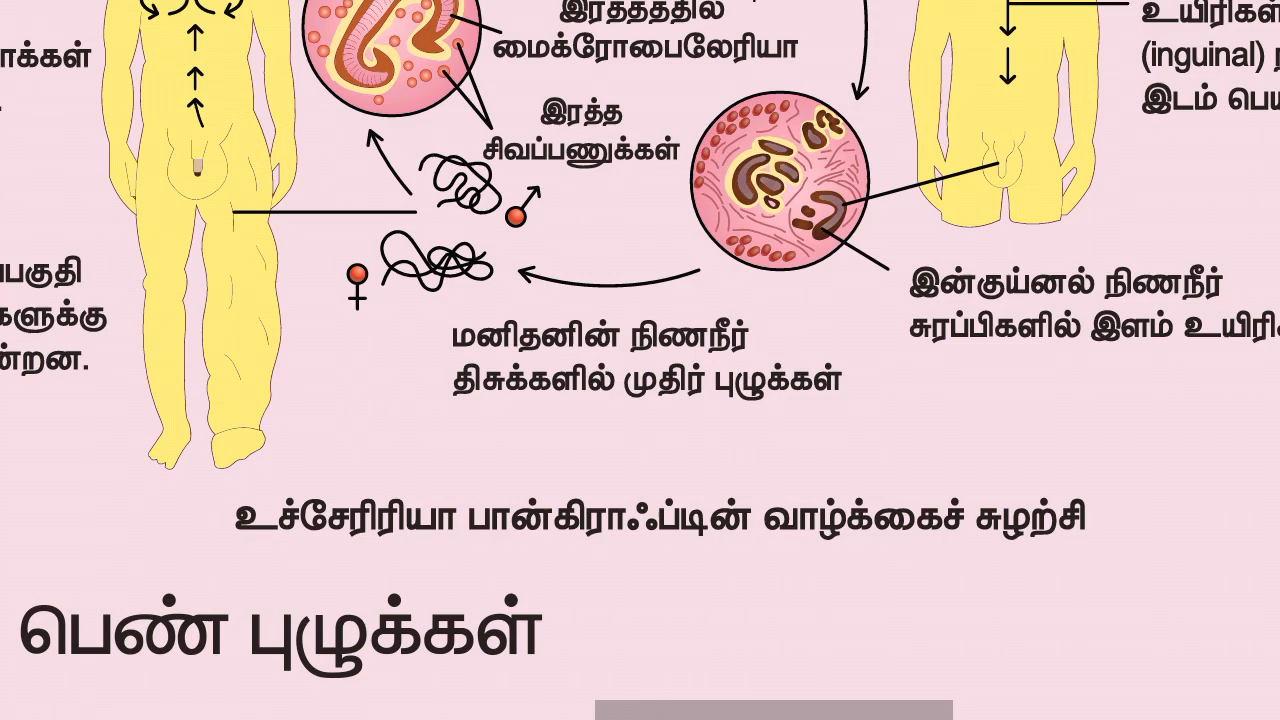 இரத்தத்தில்
மைக்ரோபைலேரியா
இரத்த
சிவப்பணுக்கள்
(inguinal)
இடம்
இன்குய்னல் நிணநீர்
சுரப்பிகளில் இளம்
மனிதனின் நிணநீர்
திசுக்களில் முதிர் புழுக்கள்
உச்சேரிரியா பான்கிராஃப்டின் வாழ்க்கைச் சுழற்சி
பெண் புழுக்கள்